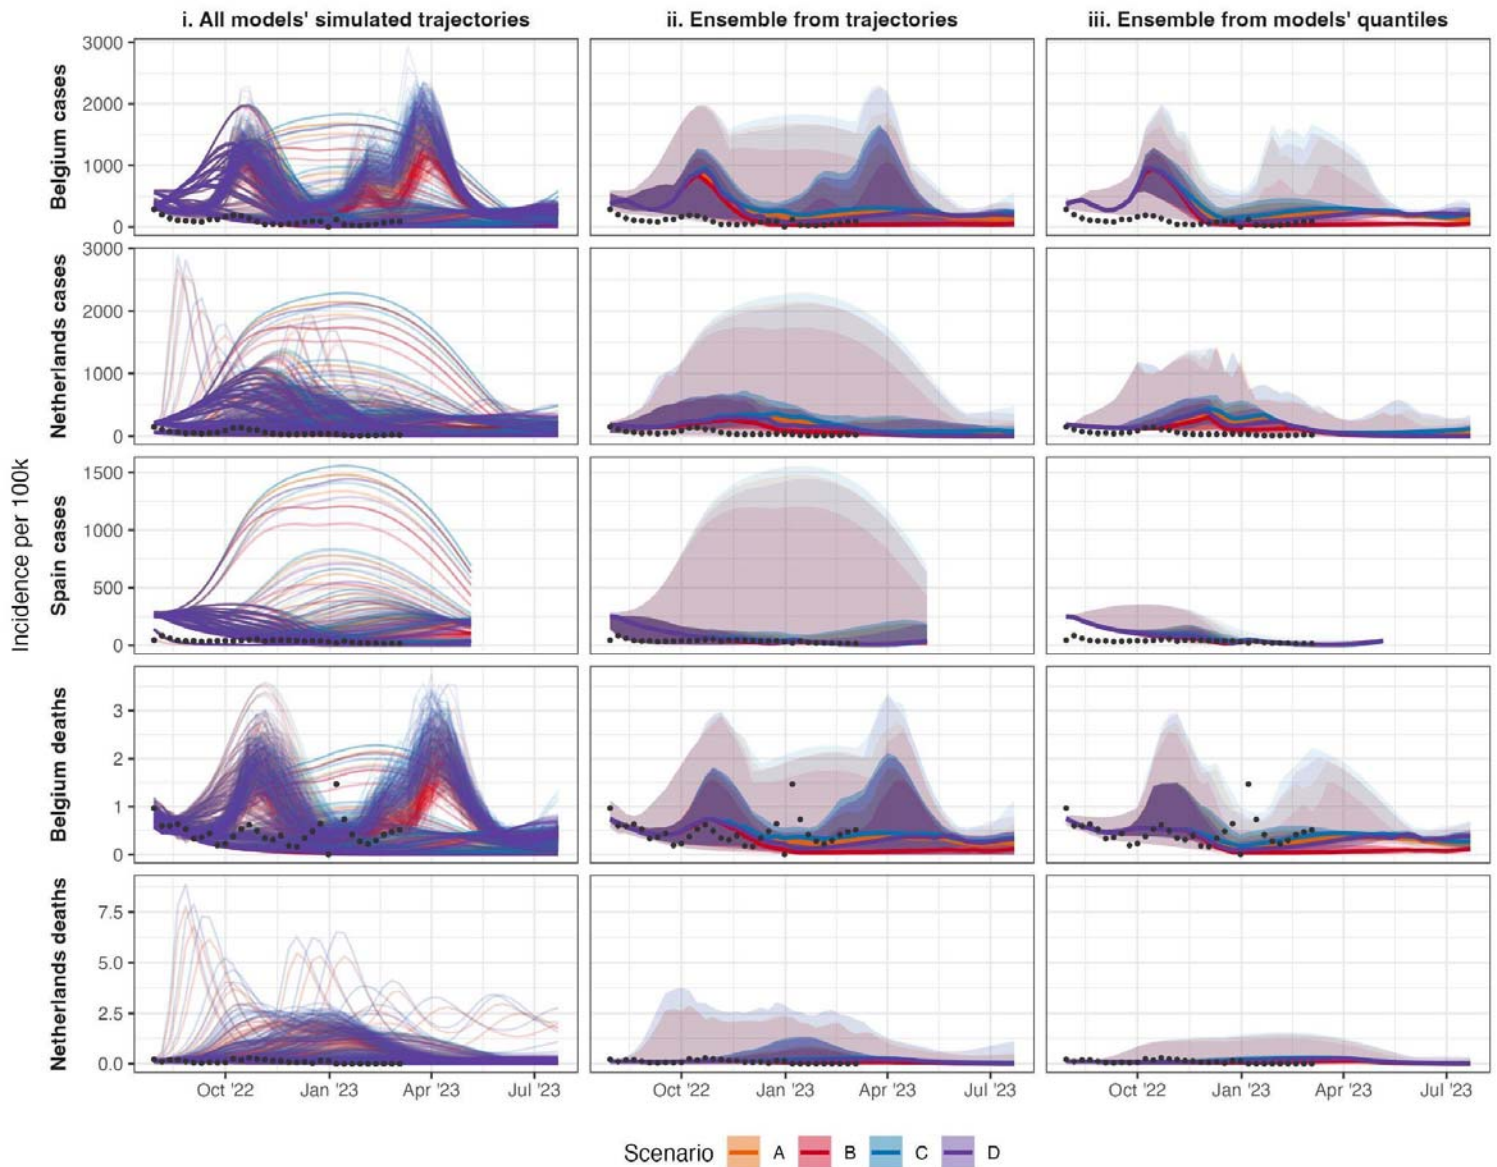 i. All models' simulated trajectories
ii. Ensemble from trajectories
iii. Ensemble from models' quantiles
Incidence per 100k
Belgium cases
3000
2000
1000
0
Netherlands cases
3000
2000
1000
0
Spain cases
1500
1000
500
0
Belgium deaths
3
2
1
0
Netherlands deaths
7.5
5.0
2.5
0.0
Oct '22 Jan '23 Apr '23 Jul '23
Oct '22 Jan '23 Apr '23 Jul '23
Oct '22 Jan '23 Apr '23 Jul '23
Scenario A B C D